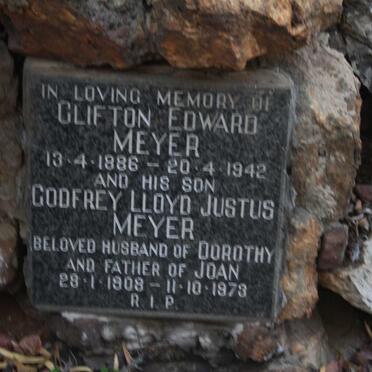 IN LOVING MEMORY OF
CLIFTON EDWARD
MEYER
13·4·1886 – 20·4·1942
AND HIS SON
GODFREY LLOYD JUSTUS
MEYER
BELOVED HUSBAND OF DOROTHY
AND FATHER OF JOAN
28·1·1908 – 11·10·1973
R.I.P.